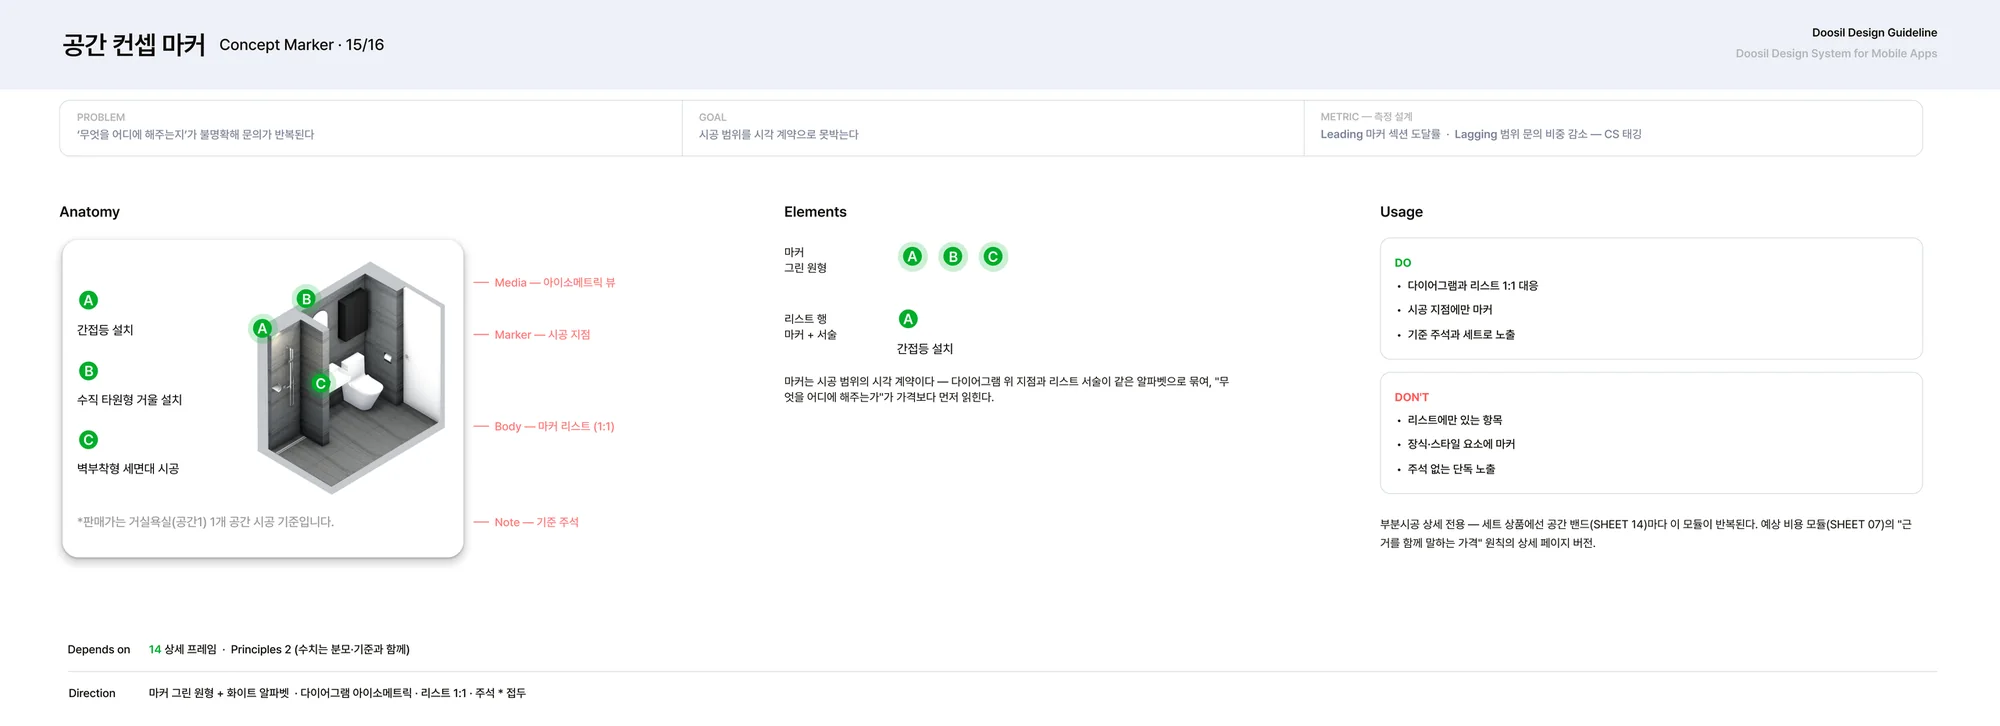 공간 컨셉 마커 Concept Marker · 15/16
Doosil Design Guideline
Doosil Design System for Mobile Apps
PROBLEM
'무엇을 어디에 해주는지'가 불명확해 문의가 반복된다
GOAL
시공 범위를 시각 계약으로 못박는다
METRIC — 측정 설계
Leading 마커 섹션 도달률 · Lagging 범위 문의 비중 감소 — CS 태깅
Anatomy
A
간접등 설치
B
수직 타원형 거울 설치
C
벽부착형 세면대 시공
A
B
C
*판매가는 거실욕실(공간1) 1개 공간 시공 기준입니다.
— Media — 아이소메트릭 뷰
— Marker — 시공 지점
— Body — 마커 리스트 (1:1)
— Note — 기준 주석
Elements
마커
그린 원형
A B C
리스트 행
마커 + 서술
A
간접등 설치
마커는 시공 범위의 시각 계약이다 — 다이어그램 위 지점과 리스트 서술이 같은 알파벳으로 묶여, "무
엇을 어디에 해주는가"가 가격보다 먼저 읽힌다.
Usage
DO
• 다이어그램과 리스트 1:1 대응
• 시공 지점에만 마커
• 기준 주석과 세트로 노출
DON'T
• 리스트에만 있는 항목
• 장식·스타일 요소에 마커
• 주석 없는 단독 노출
부분시공 상세 전용 — 세트 상품에선 공간 밴드(SHEET 14)마다 이 모듈이 반복된다. 예상 비용 모듈(SHEET 07)의 "근
거를 함께 말하는 가격" 원칙의 상세 페이지 버전.
Depends on 14 상세 프레임 · Principles 2 (수치는 분모·기준과 함께)
Direction 마커 그린 원형 + 화이트 알파벳 · 다이어그램 아이소메트릭 · 리스트 1:1 · 주석 * 접두